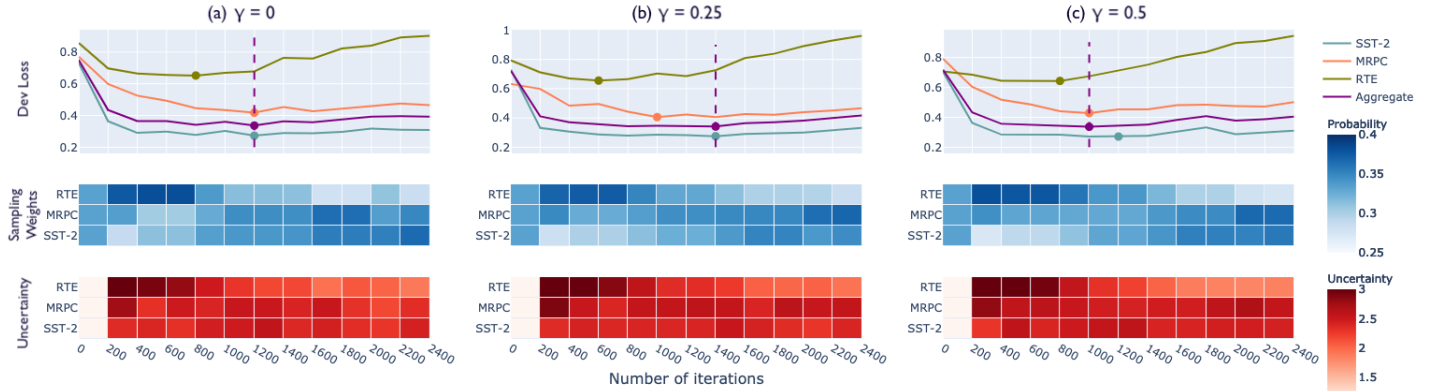 (a) γ = 0
(b) γ = 0.25
(c) γ = 0.5
Dev Loss
0.8
0.6
0.4
0.2
1
0.8
0.6
0.4
0.2
0.8
0.6
0.4
0.2
SST-2
MRPC
RTE
Aggregate
Sampling
Weights
RTE
MRPC
SST-2
RTE
MRPC
SST-2
RTE
MRPC
SST-2
Probability
0.4
0.35
0.3
0.25
Uncertainty
RTE
MRPC
SST-2
RTE
MRPC
SST-2
RTE
MRPC
SST-2
Uncertainty
3
2.5
2
1.5
0 200 400 600 800 1000 1200 1400 1600 1800 2000 2200 2400
0 200 400 600 800 1000 1200 1400 1600 1800 2000 2200 2400
0 200 400 600 800 1000 1200 1400 1600 1800 2000 2200 2400
Number of iterations